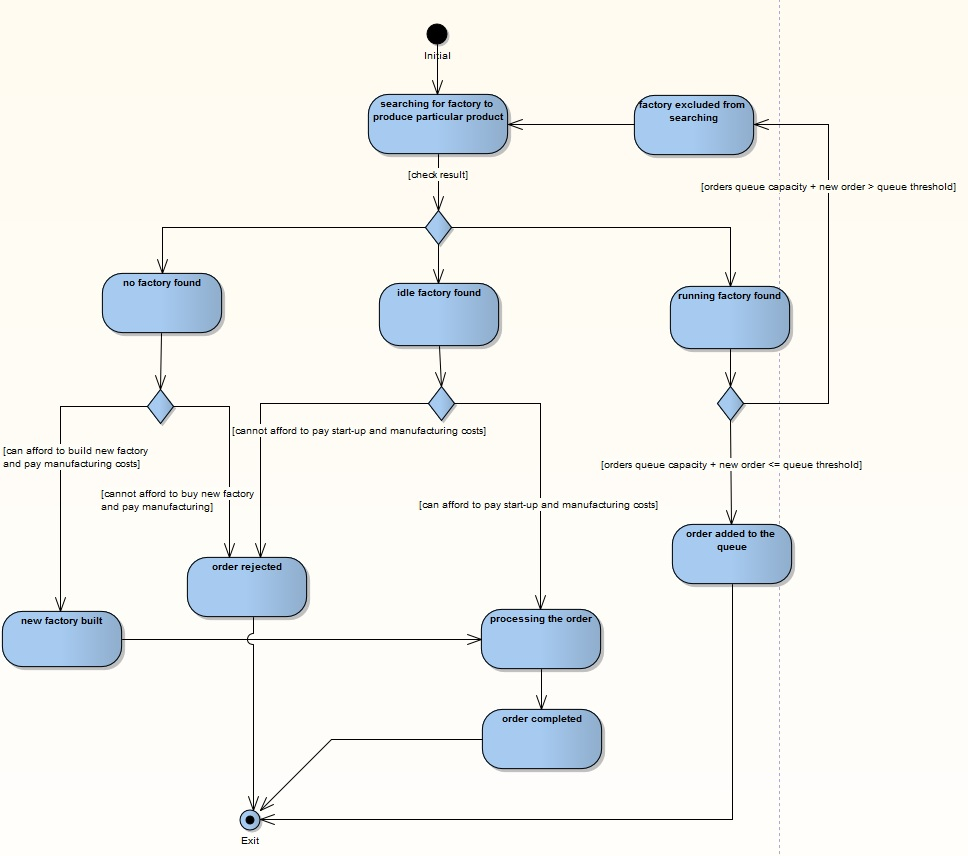 Initial
searching for factory to
produce particular product
factory excluded from
searching
[check result]
[orders queue capacity + new order > queue threshold]
no factory found
idle factory found
running factory found
[cannot afford to pay start-up and manufacturing costs]
[can afford to build new factory
and pay manufacturing costs]
[orders queue capacity + new order <= queue threshold]
[cannot afford to buy new factory
and pay manufacturing]
[can afford to pay start-up and manufacturing costs]
order added to the
queue
order rejected
new factory built
processing the order
order completed
Exit